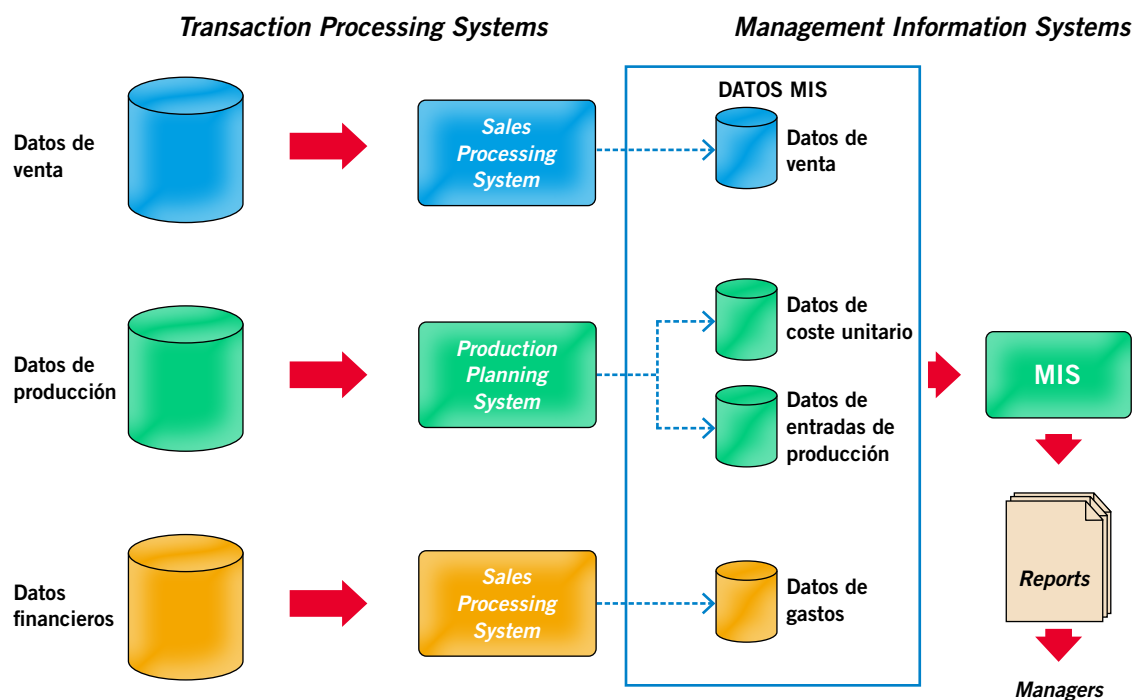 Transaction Processing Systems
Management Information Systems
Datos de
venta
Sales
Processing
System
DATOS MIS
Datos de
venta
Datos de
producción
Production
Planning
System
Datos de
coste unitario
Datos de
entradas de
producción
MIS
Datos
financieros
Sales
Processing
System
Datos de
gastos
Reports
Managers